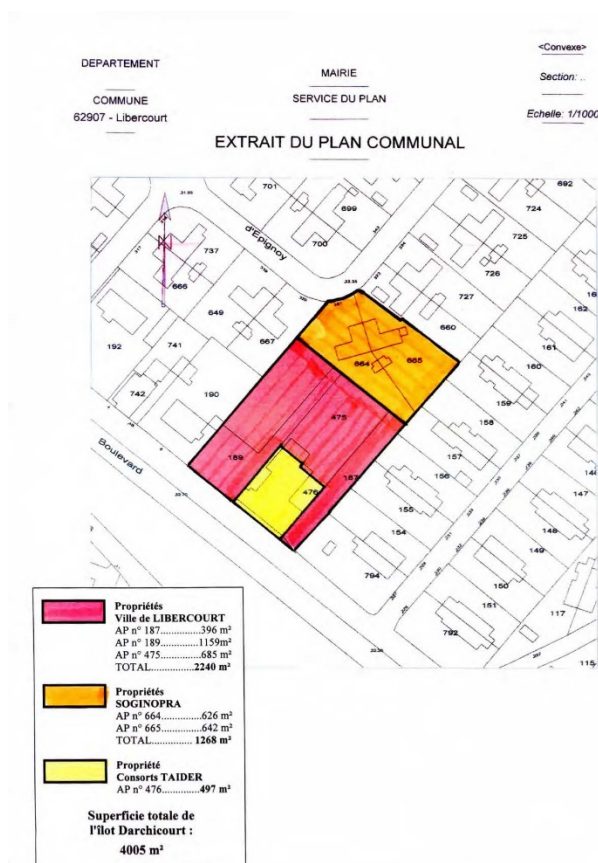 <Convexe>
DEPARTEMENT
MAIRIE
Section: ..
COMMUNE
SERVICE DU PLAN
62907 - Libercourt
Echelle: 1/1000
EXTRAIT DU PLAN COMMUNAL
701
692
699
724
737
d'Epignoy
700
725
666
726
649
727
162
192
741
667
660
161
664
665
160
742
190
475
159
158
Boulevard
189
157
476
187
156
147
155
154
148
149
794
150
151
117
792
115
Propriétés
Ville de LIBERCOURT
AP n° 187..............396 m²
AP n° 189.............1159m²
AP n° 475..............685 m²
TOTAL..............2240 m²
Propriétés
SOGINOPRA
AP n° 664..............626 m²
AP n° 665..............642 m²
TOTAL.............. 1268 m²
Propriété
Consorts TAIDER
AP n° 476..............497 m²
Superficie totale de
l'îlot Darchicourt :
4005 m²